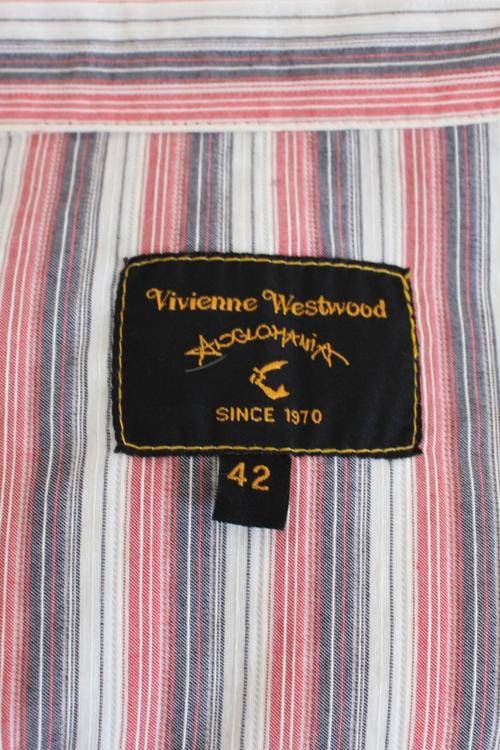 Vivienne Westwood
ANGLOMANIA
SINCE 1970
42